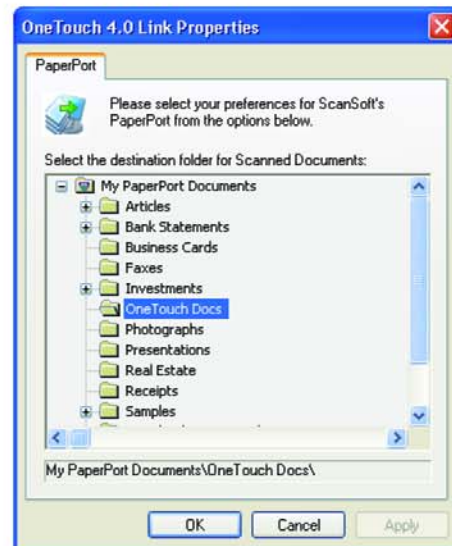 OneTouch 4.0 Link Properties
PaperPort
Please select your preferences for ScanSoft's
PaperPort from the options below.
Select the destination folder for Scanned Documents:
My PaperPort Documents
Articles
Bank Statements
Business Cards
Faxes
Investments
OneTouch Docs
Photographs
Presentations
Real Estate
Receipts
Samples
My PaperPort Documents\OneTouch Docs\
OK Cancel Apply